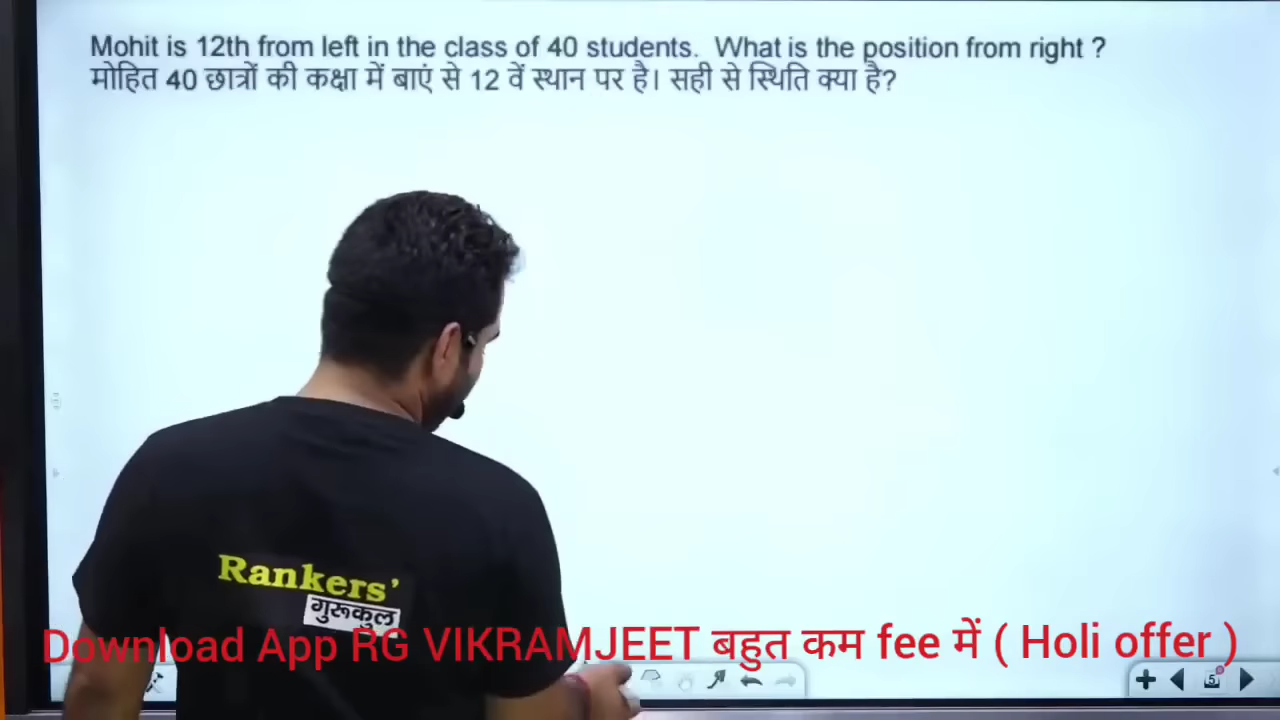 Mohit is 12th from left in the class of 40 students. What is the position from right ?
मोहित 40 छात्रों की कक्षा में बाएं से 12 वें स्थान पर है। सही से स्थिति क्या है?
Rankers'
गुरूकुल
Download App RG VIKRAMJEET बहुत कम fee में ( Holi offer )
5